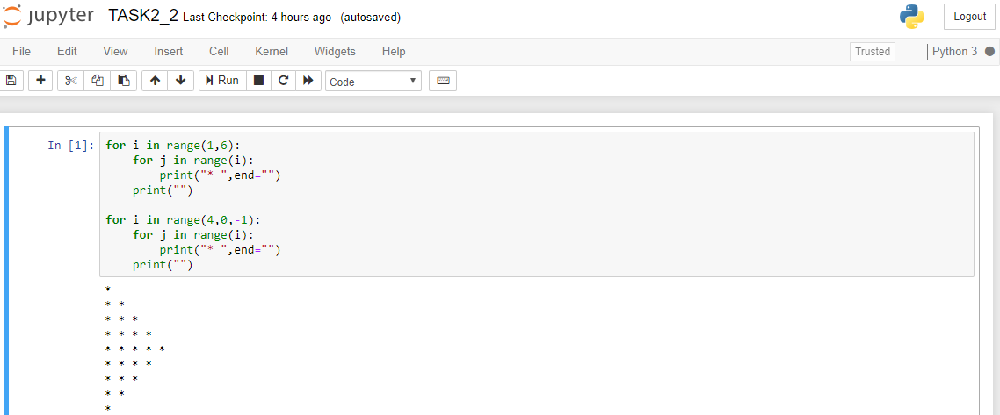 jupyter TASK2_2 Last Checkpoint: 4 hours ago (autosaved) Logout
File Edit View Insert Cell Kernel Widgets Help Trusted Python 3
Run Code
In [1]: for i in range(1,6):
    for j in range(i):
        print("* ",end="")
    print("")

for i in range(4,0,-1):
    for j in range(i):
        print("* ",end="")
    print("")
*
* *
* * *
* * * *
* * * * *
* * * *
* * *
* *
*